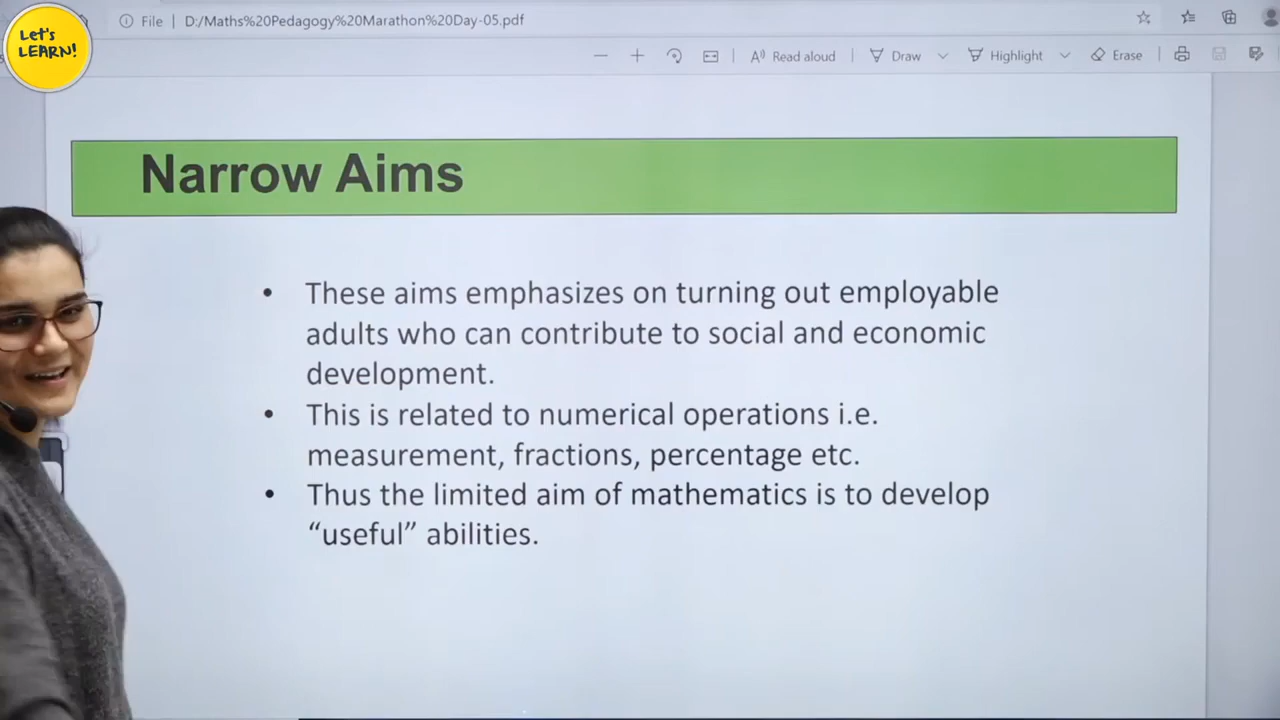 Let's
LEARN!
File | D:/Maths%20Pedagogy%20Marathon%20Day-05.pdf
Read aloud
Draw
Highlight
Erase
Narrow Aims
• These aims emphasizes on turning out employable
adults who can contribute to social and economic
development.
• This is related to numerical operations i.e.
measurement, fractions, percentage etc.
• Thus the limited aim of mathematics is to develop
“useful” abilities.